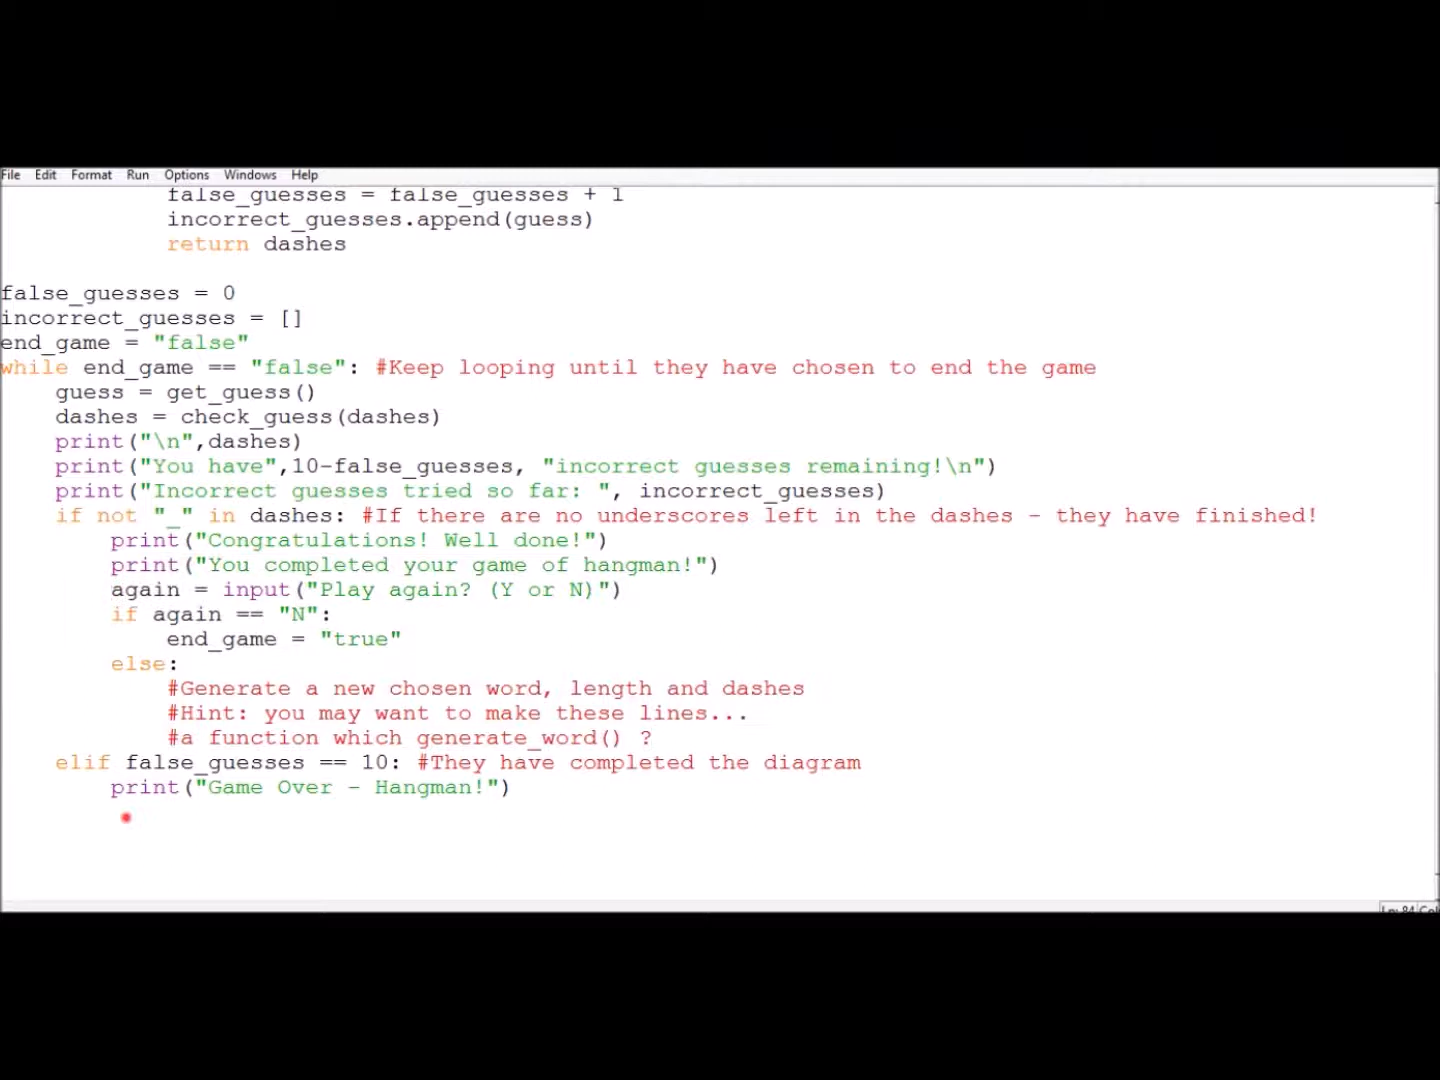 File Edit Format Run Options Windows Help
false_guesses = false_guesses + 1
incorrect_guesses.append(guess)
return dashes
false_guesses = 0
incorrect_guesses = []
end_game = "false"
while end_game == "false": #Keep looping until they have chosen to end the game
guess = get_guess()
dashes = check_guess(dashes)
print("\n",dashes)
print("You have",10-false_guesses, "incorrect guesses remaining!\n")
print("Incorrect guesses tried so far: ", incorrect_guesses)
if not "_" in dashes: #If there are no underscores left in the dashes - they have finished!
print("Congratulations! Well done!")
print("You completed your game of hangman!")
again = input("Play again? (Y or N)")
if again == "N":
end_game = "true"
else:
#Generate a new chosen word, length and dashes
#Hint: you may want to make these lines...
#a function which generate_word() ?
elif false_guesses == 10: #They have completed the diagram
print("Game Over - Hangman!")